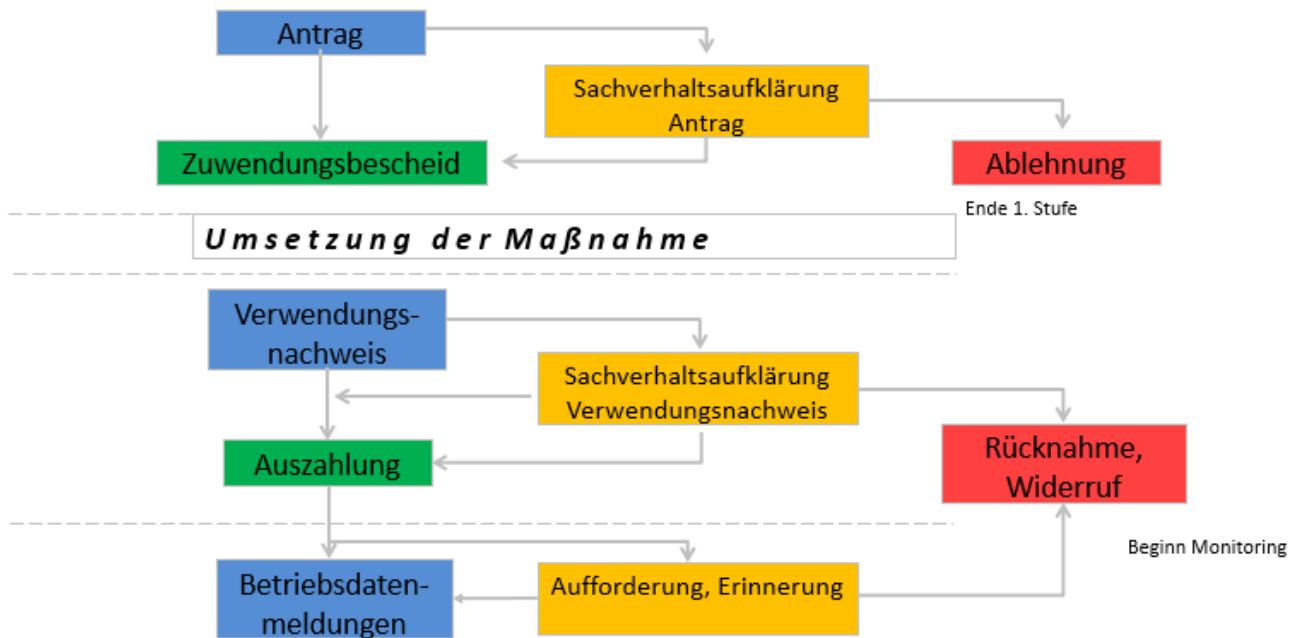 Antrag
Sachverhaltsaufklärung
Antrag
Zuwendungsbescheid
Ablehnung
Ende 1. Stufe
Umsetzung der Maßnahme
Verwendungs-
nachweis
Sachverhaltsaufklärung
Verwendungsnachweis
Auszahlung
Rücknahme,
Widerruf
Beginn Monitoring
Betriebsdaten-
meldungen
Aufforderung, Erinnerung